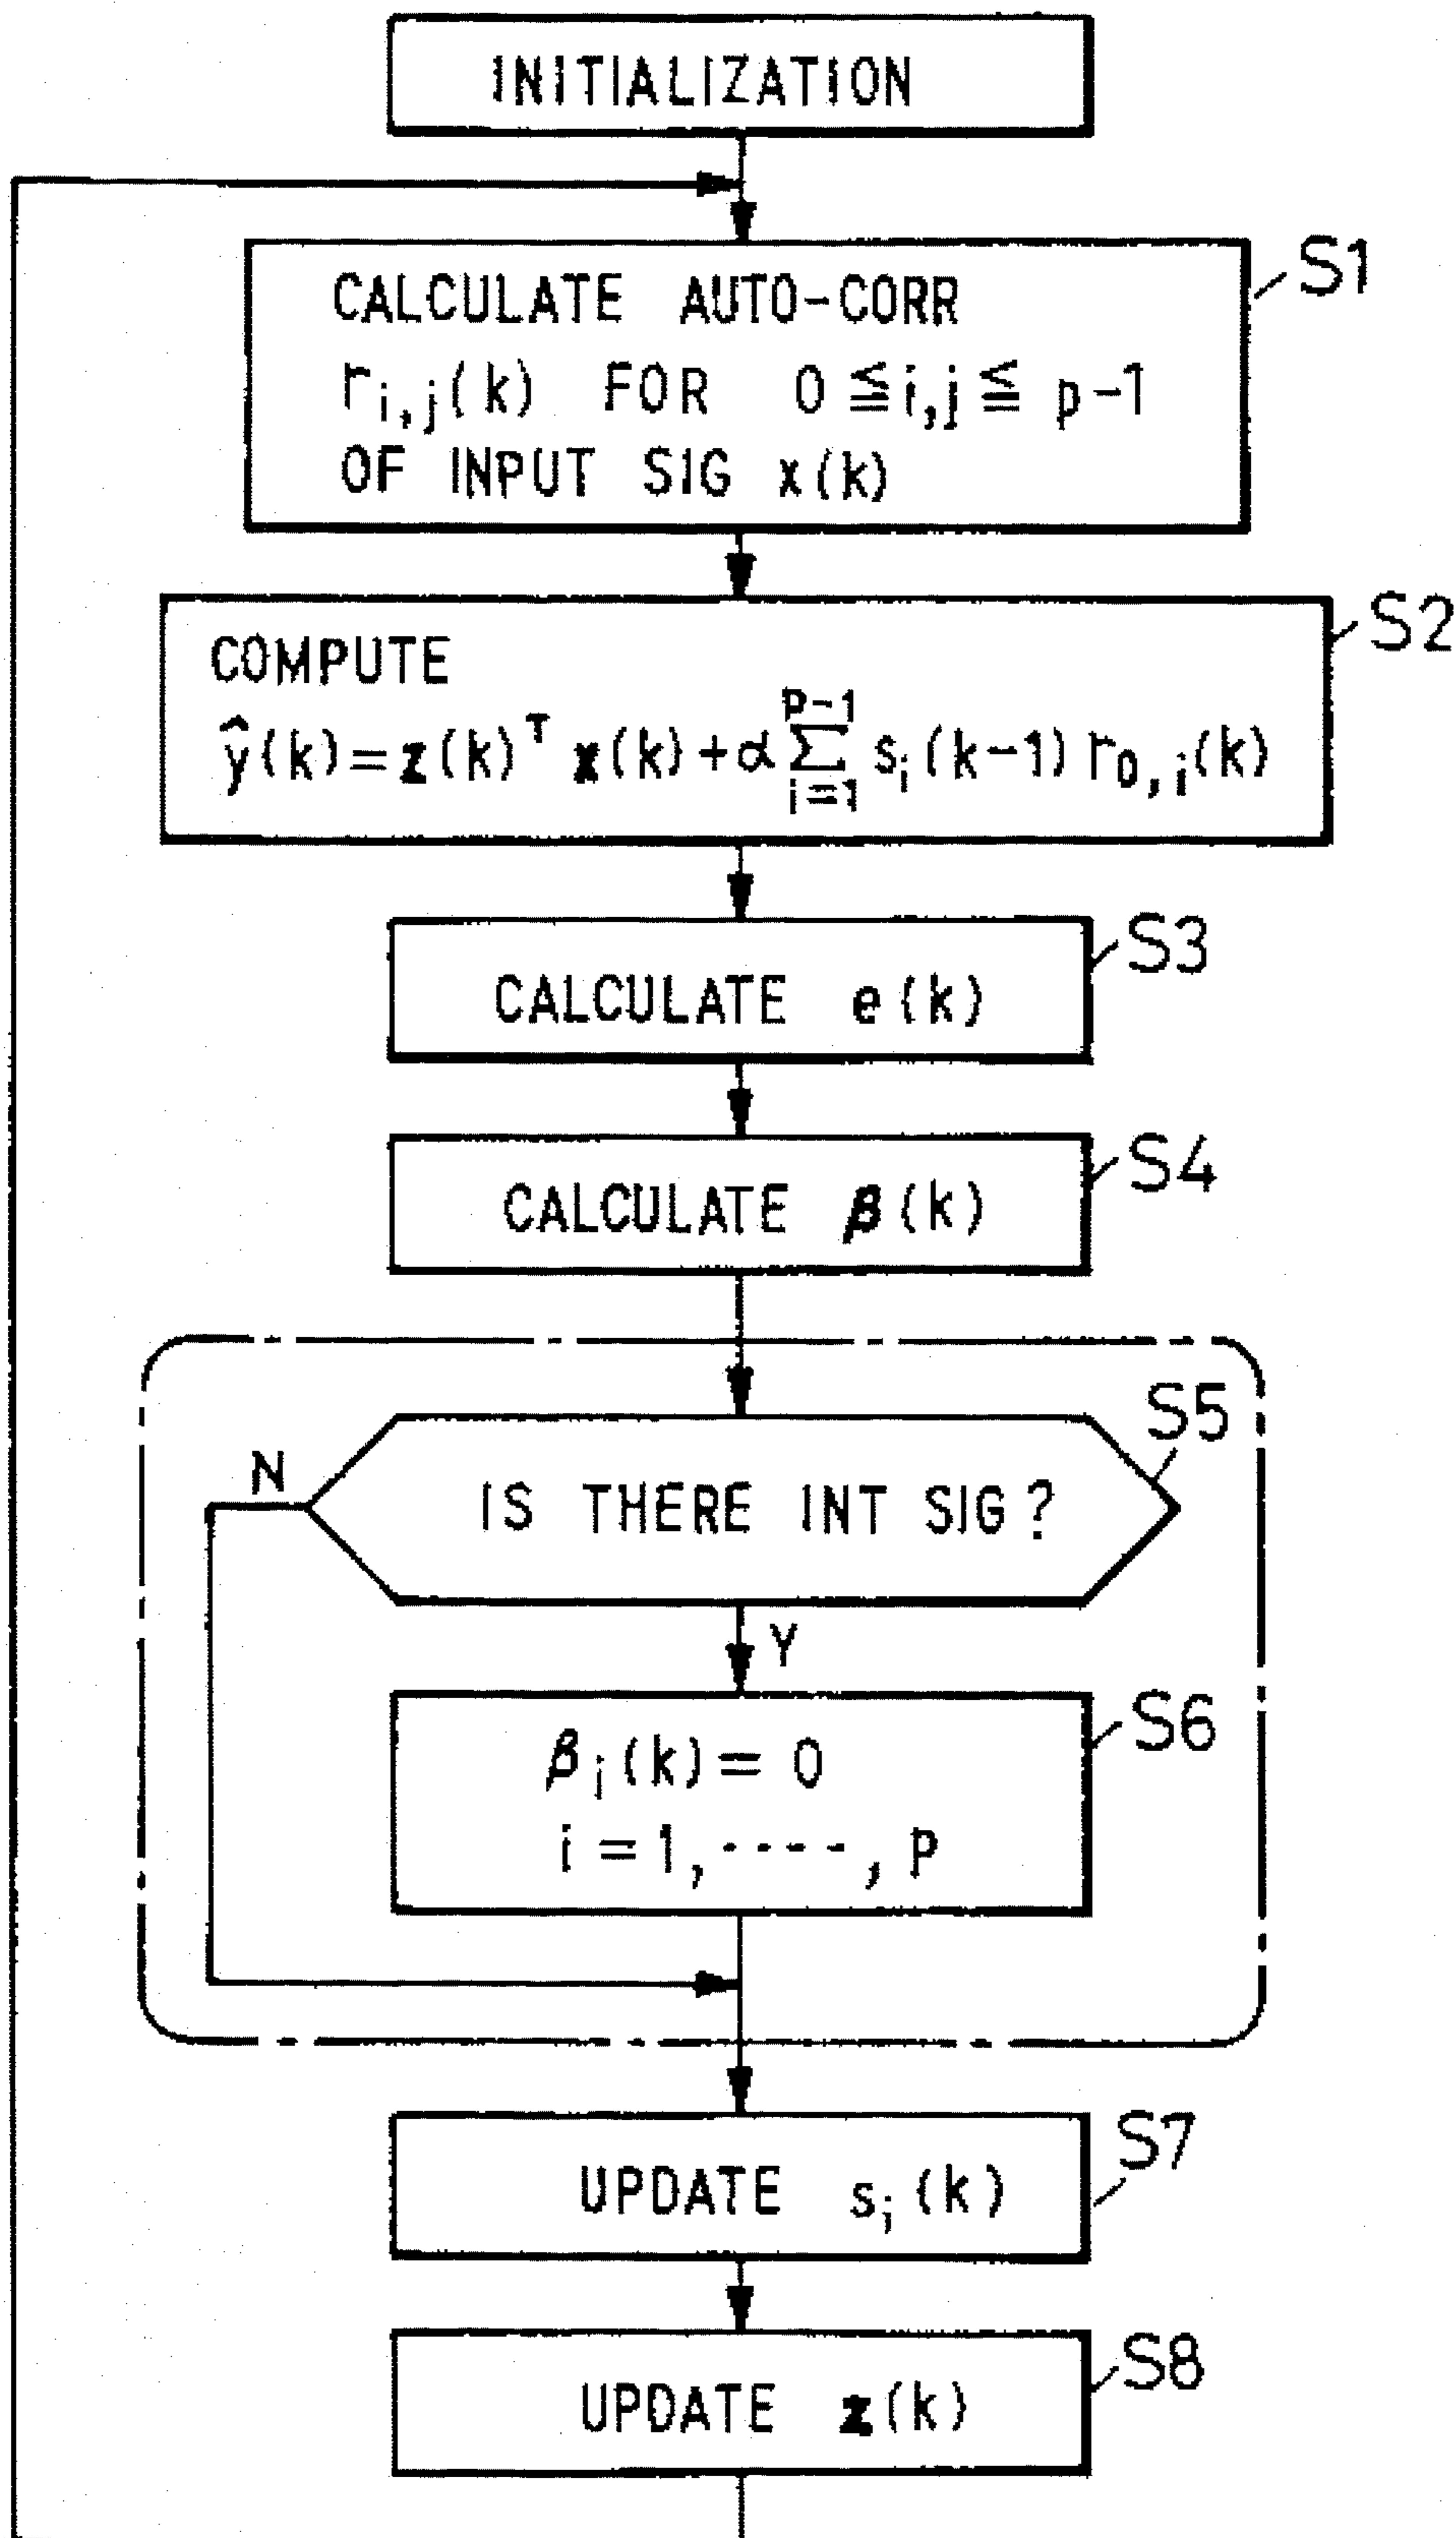 INITIALIZATION
S1
CALCULATE AUTO-CORR
r_{i,j}(k) FOR 0 ≦ i,j ≦ p-1
OF INPUT SIG x(k)
S2
COMPUTE
ŷ(k)=z(k)^T x(k)+α∑_{i=1}^{p-1} s_i(k-1) r_{0,i}(k)
S3
CALCULATE e(k)
S4
CALCULATE β(k)
S5
N
IS THERE INT SIG?
Y
S6
β_i(k)= 0
i = 1, ----, p
S7
UPDATE s_i(k)
S8
UPDATE z(k)